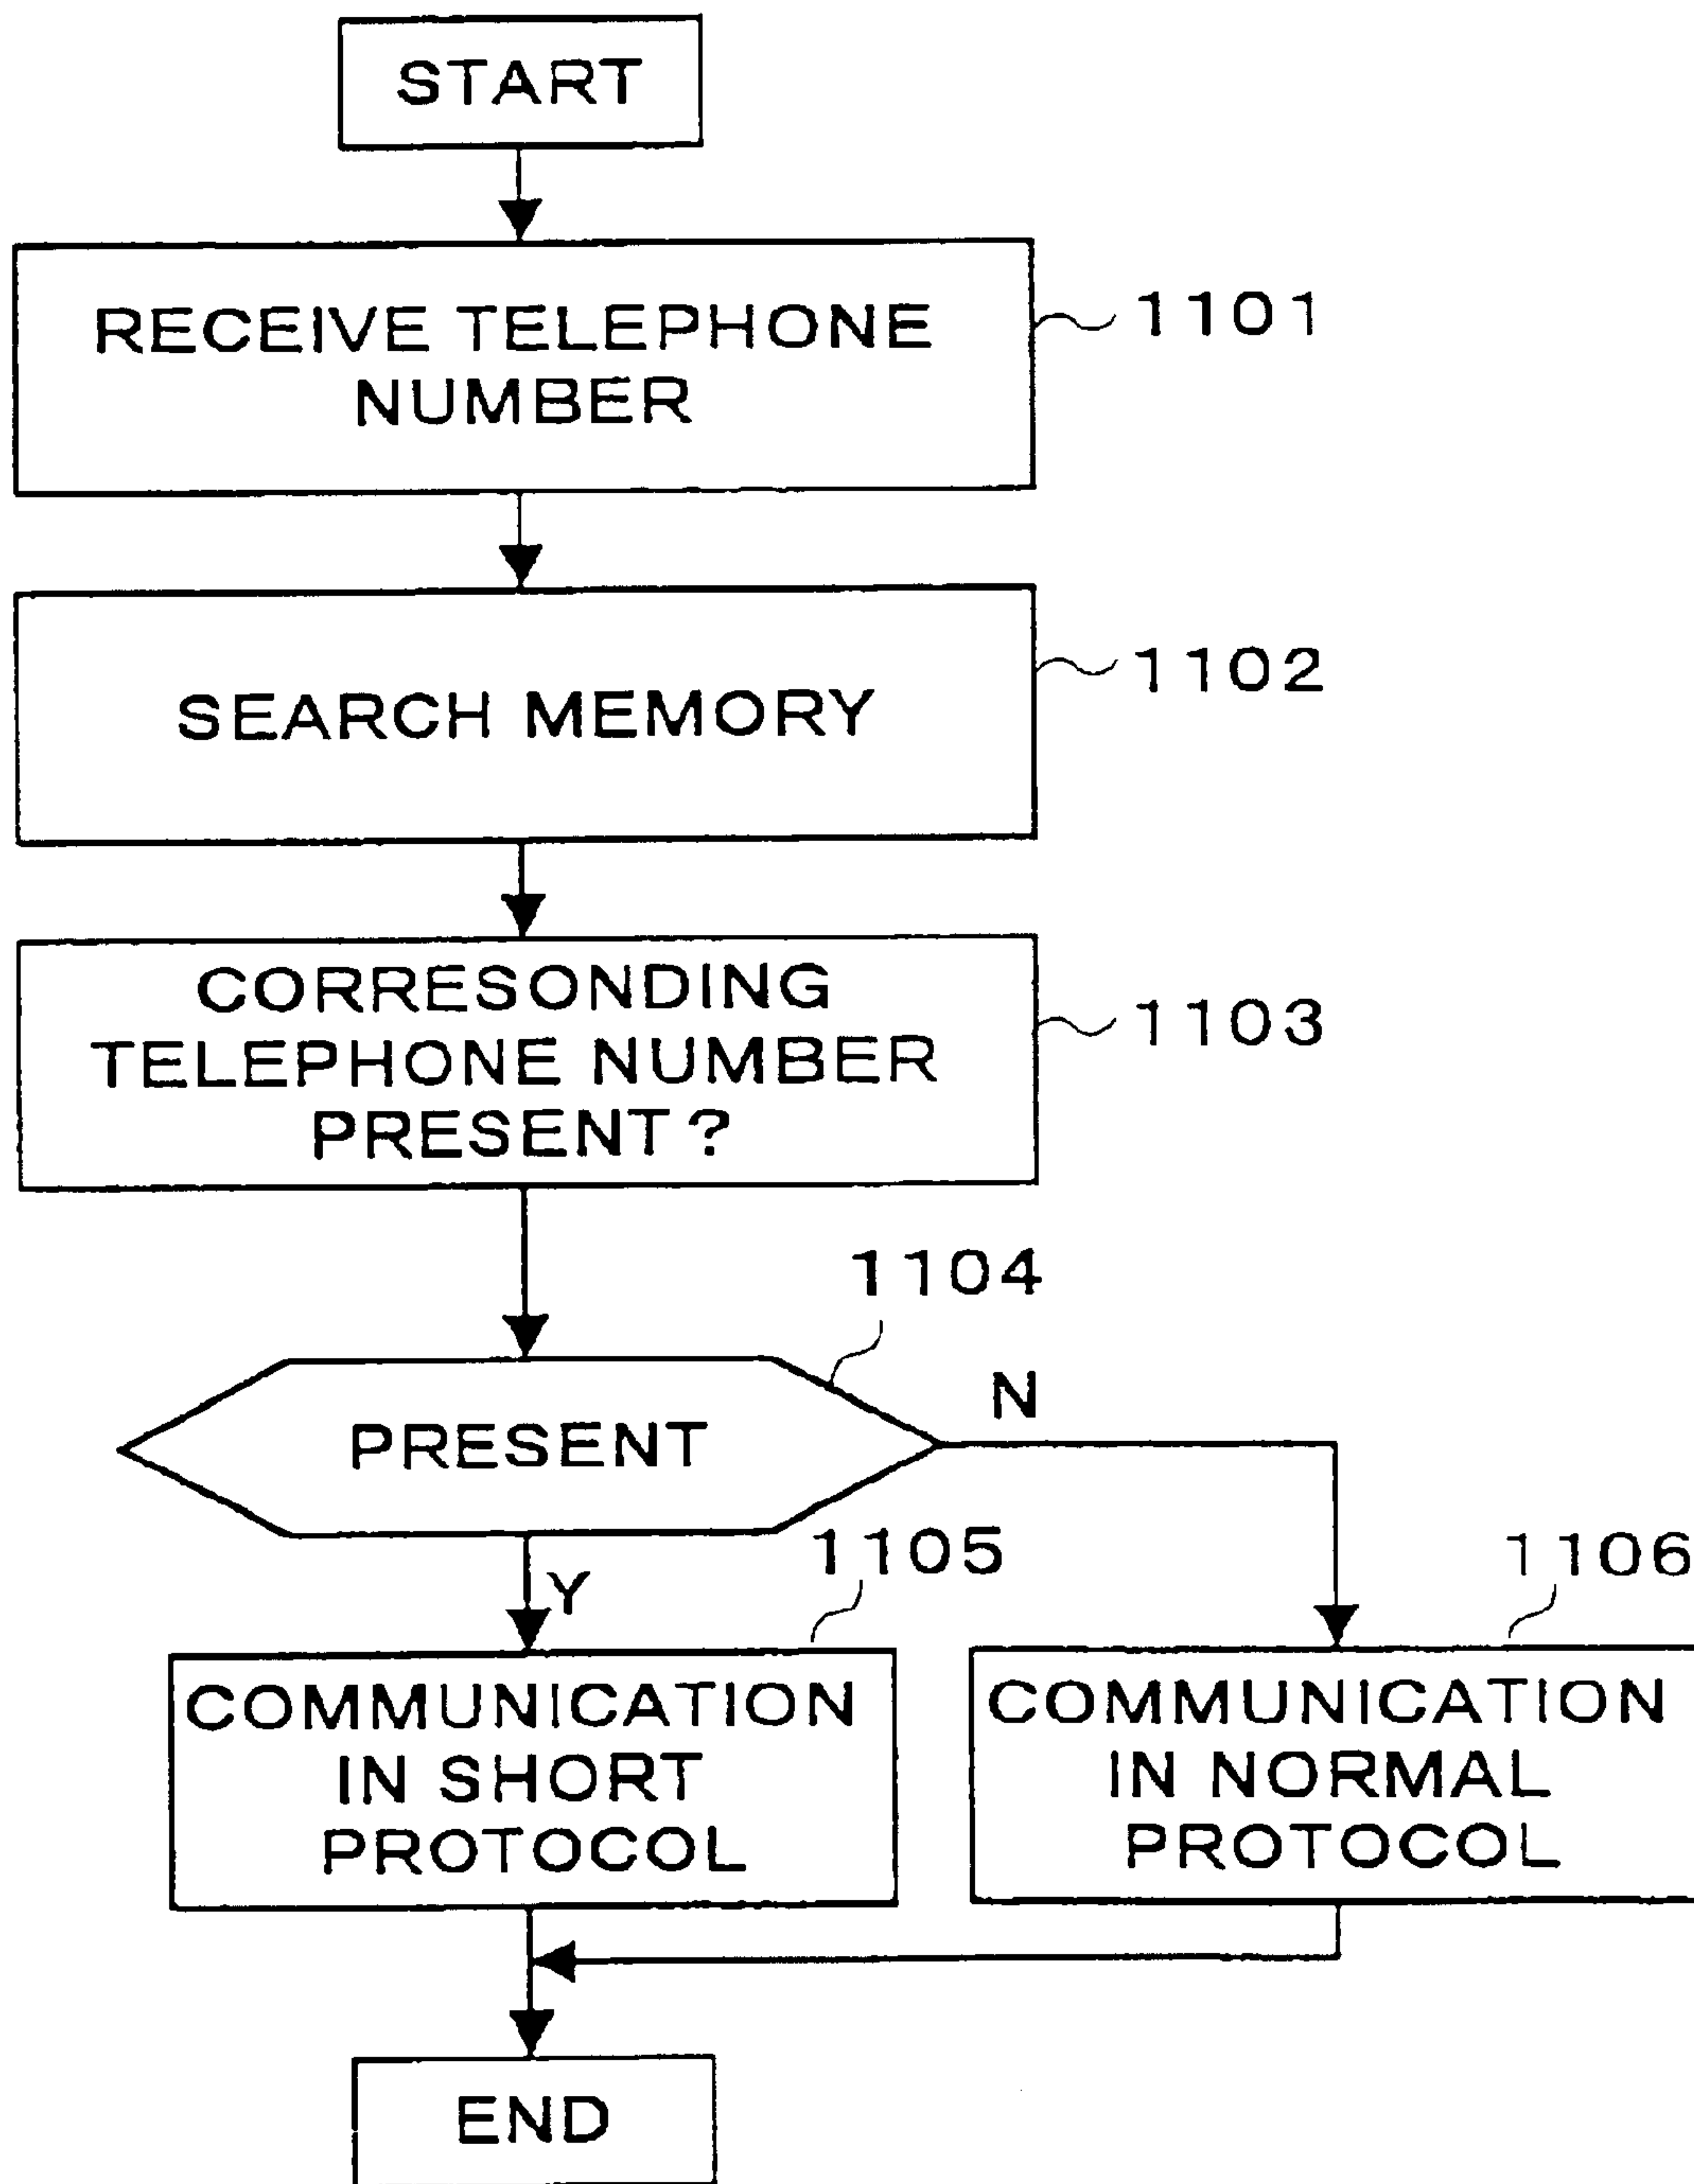 START
RECEIVE TELEPHONE
NUMBER
1101
SEARCH MEMORY
1102
CORRESONDING
TELEPHONE NUMBER
PRESENT?
1103
1104
PRESENT
N
Y
1105
1106
COMMUNICATION
IN SHORT
PROTOCOL
COMMUNICATION
IN NORMAL
PROTOCOL
END